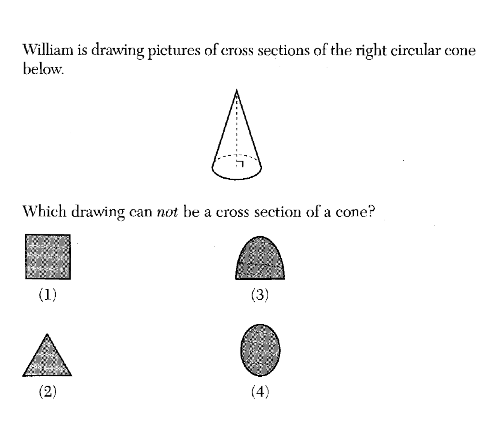 William is drawing pictures of cross sections of the right circular cone
below.
Which drawing can not be a cross section of a cone?
(1)
(3)
(2)
(4)